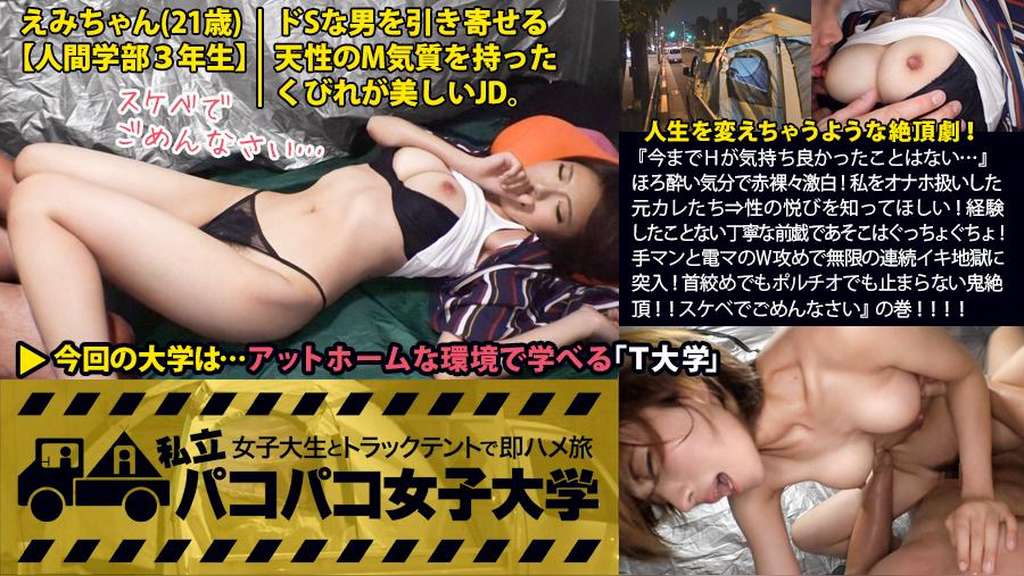 えみちゃん(21歳)
【人間学部３年生】
ドSな男を引き寄せる
天性のM気質を持った
くびれが美しいJD。
スケベで
ごめんなさい…
人生を変えちゃうような絶頂劇！
『今までHが気持ち良かったことはない…』
ほろ酔い気分で赤裸々激白！私をオナホ扱いした
元カレたち⇒性の悦びを知ってほしい！経験
したことない丁寧な前戯であそこはぐっちょぐちょ！
手マンと電マのW攻めで無限の連続イキ地獄に
突入！首絞めでもポルチオでも止まらない鬼絶
頂！！スケベでごめんなさい』の巻！！！！
▶今回の大学は…アットホームな環境で学べる「T大学」
私立 女子大生とトラックテントで即ハメ旅
パコパコ女子大学